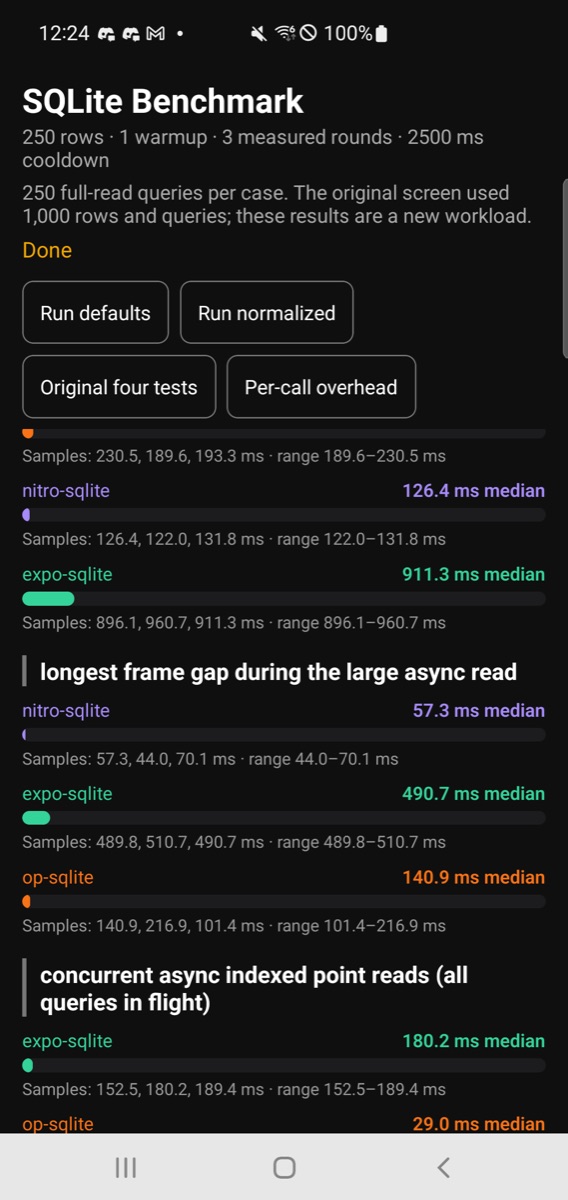 12:24
100%
SQLite Benchmark
250 rows · 1 warmup · 3 measured rounds · 2500 ms
cooldown
250 full-read queries per case. The original screen used
1,000 rows and queries; these results are a new workload.
Done
Run defaults
Run normalized
Original four tests
Per-call overhead
Samples: 230.5, 189.6, 193.3 ms · range 189.6–230.5 ms
nitro-sqlite 126.4 ms median
Samples: 126.4, 122.0, 131.8 ms · range 122.0–131.8 ms
expo-sqlite 911.3 ms median
Samples: 896.1, 960.7, 911.3 ms · range 896.1–960.7 ms
longest frame gap during the large async read
nitro-sqlite 57.3 ms median
Samples: 57.3, 44.0, 70.1 ms · range 44.0–70.1 ms
expo-sqlite 490.7 ms median
Samples: 489.8, 510.7, 490.7 ms · range 489.8–510.7 ms
op-sqlite 140.9 ms median
Samples: 140.9, 216.9, 101.4 ms · range 101.4–216.9 ms
concurrent async indexed point reads (all
queries in flight)
expo-sqlite 180.2 ms median
Samples: 152.5, 180.2, 189.4 ms · range 152.5–189.4 ms
op-sqlite 29.0 ms median